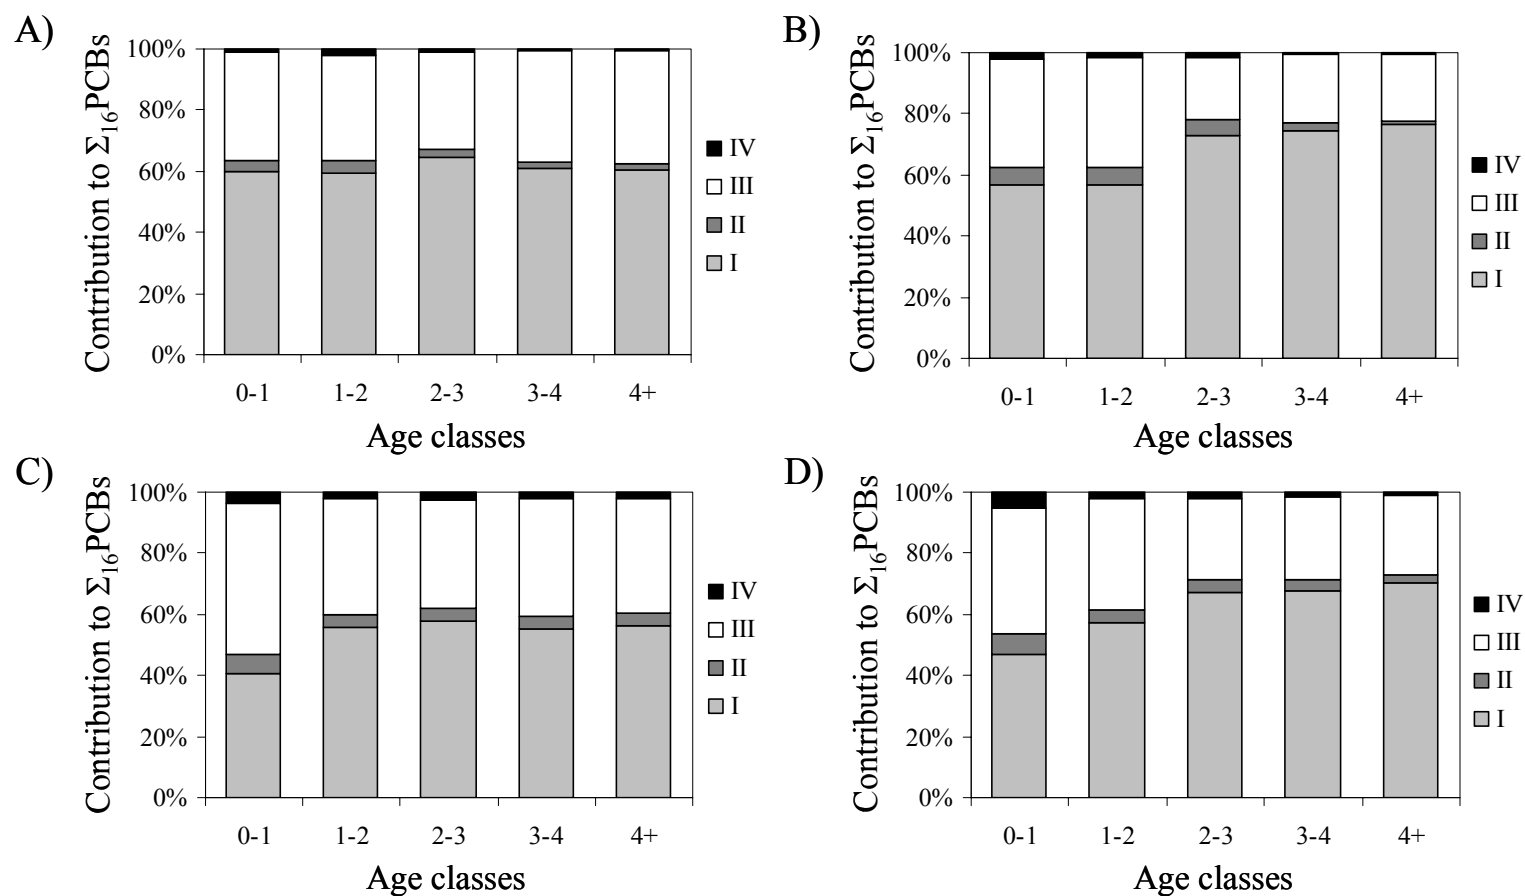 A)
Contribution to Σ16PCBs
100%
80%
60%
40%
20%
0%
0-1 1-2 2-3 3-4 4+
Age classes
IV
III
II
I
B)
Contribution to Σ16PCBs
100%
80%
60%
40%
20%
0%
0-1 1-2 2-3 3-4 4+
Age classes
IV
III
II
I
C)
Contribution to Σ16PCBs
100%
80%
60%
40%
20%
0%
0-1 1-2 2-3 3-4 4+
Age classes
IV
III
II
I
D)
Contribution to Σ16PCBs
100%
80%
60%
40%
20%
0%
0-1 1-2 2-3 3-4 4+
Age classes
IV
III
II
I